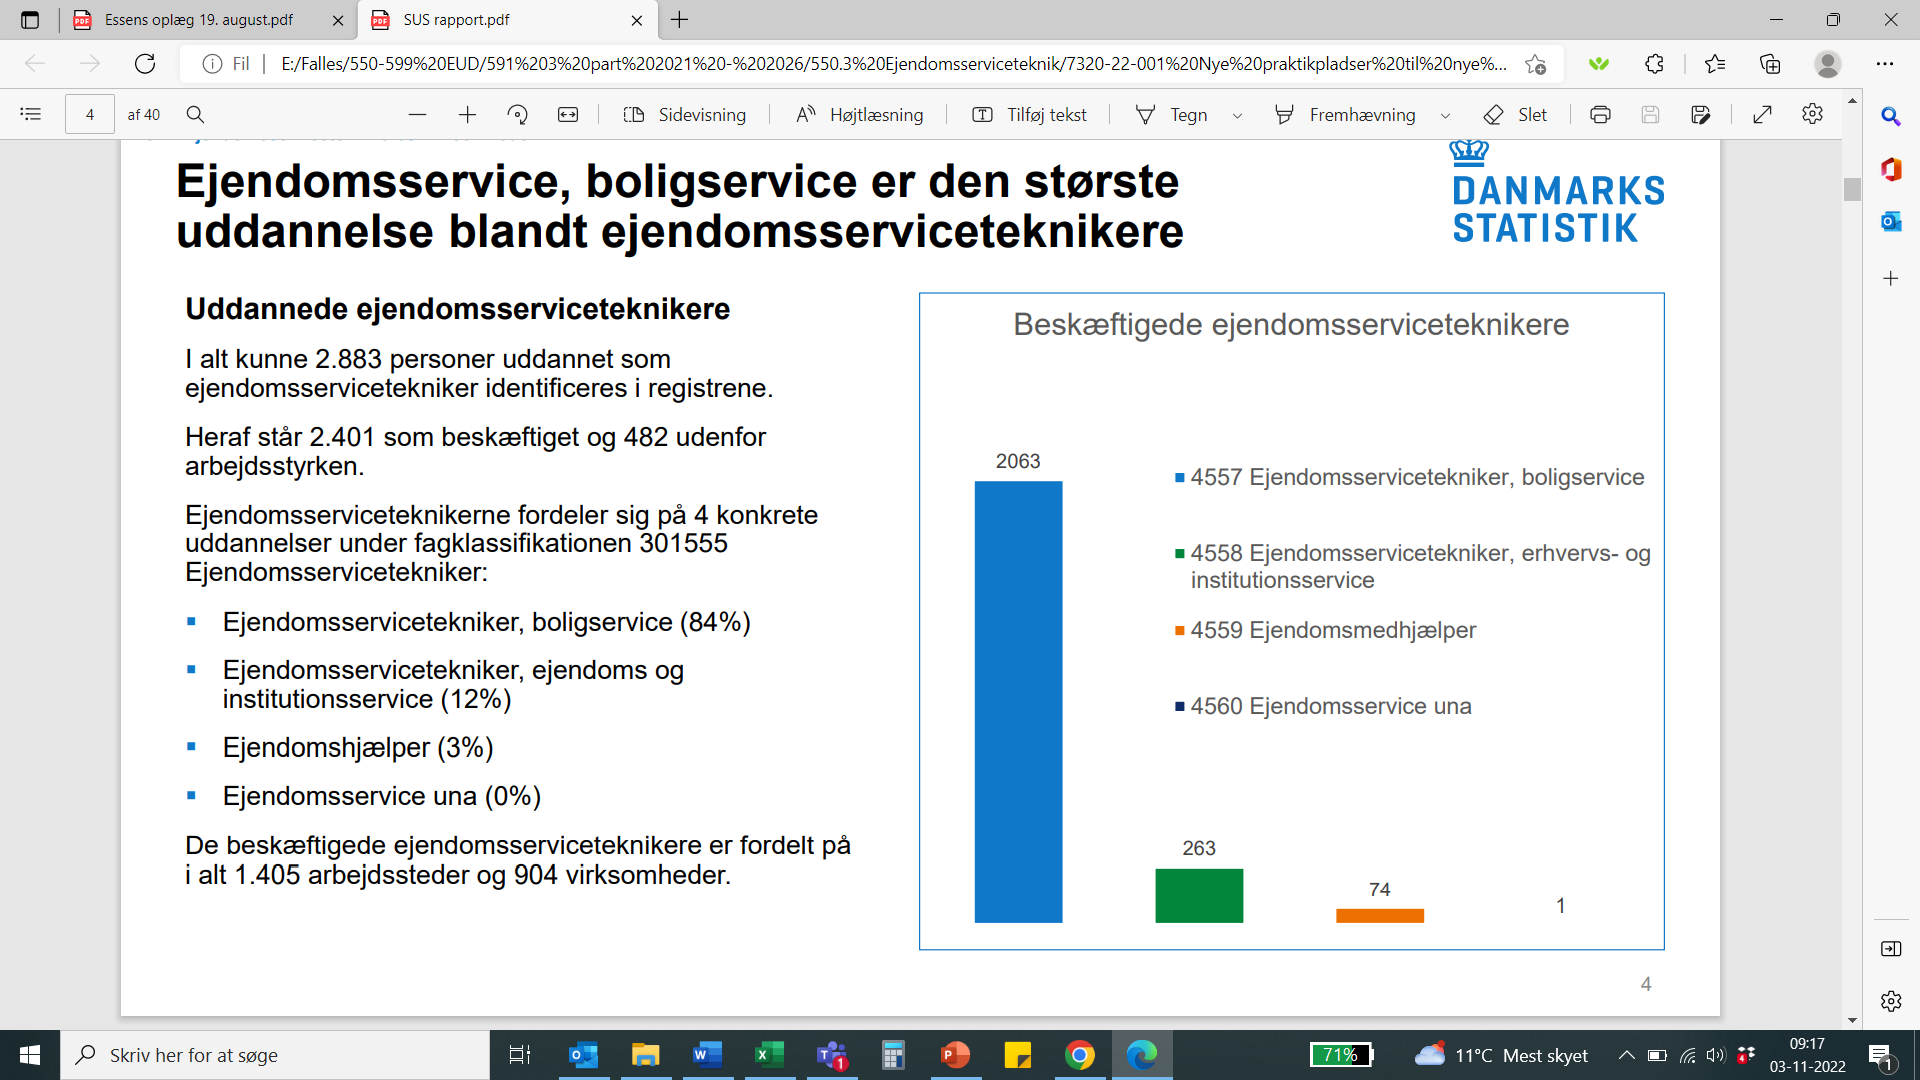 Essens oplæg 19. august.pdf
SUS rapport.pdf
Fil
E:/Falles/550-599%20EUD/591%203%20part%202021%20-%202026/550.3%20Ejendomsserviceteknik/7320-22-001%20Nye%20praktikpladser%20til%20nye%...
4
af 40
Sidevisning
Højtlæsning
Tilføj tekst
Tegn
Fremhævning
Slet
Ejendomsservice, boligservice er den største
uddannelse blandt ejendomsserviceteknikere
DANMARKS
STATISTIK
Uddannede ejendomsserviceteknikere
I alt kunne 2.883 personer uddannet som
ejendomsservicetekniker identificeres i registrene.
Heraf står 2.401 som beskæftiget og 482 udenfor
arbejdsstyrken.
Ejendomsserviceteknikerne fordeler sig på 4 konkrete
uddannelser under fagklassifikationen 301555
Ejendomsservicetekniker:
Ejendomsservicetekniker, boligservice (84%)
Ejendomsservicetekniker, ejendoms og
institutionsservice (12%)
Ejendomshjælper (3%)
Ejendomsservice una (0%)
De beskæftigede ejendomsserviceteknikere er fordelt på
i alt 1.405 arbejdssteder og 904 virksomheder.
Beskæftigede ejendomsserviceteknikere
2063
263
74
1
4557 Ejendomsservicetekniker, boligservice
4558 Ejendomsservicetekniker, erhvervs- og
institutionsservice
4559 Ejendomsmedhjælper
4560 Ejendomsservice una
4
Skriv her for at søge
71%
11°C Mest skyet
09:17
03-11-2022
1